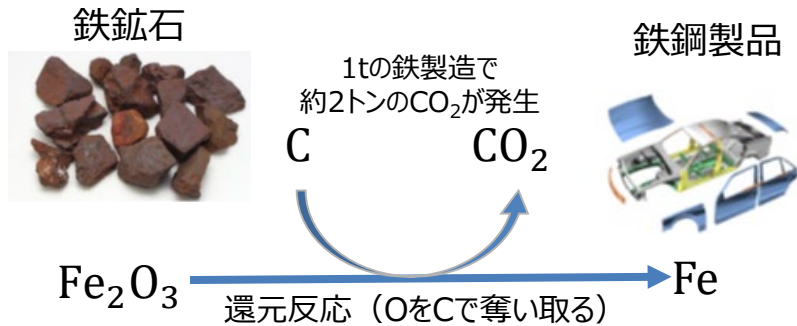 鉄鉱石
1tの鉄製造で
約2トンのCO₂が発生
鉄鋼製品
C
CO₂
Fe₂O₃
Fe
還元反応（OをCで奪い取る）